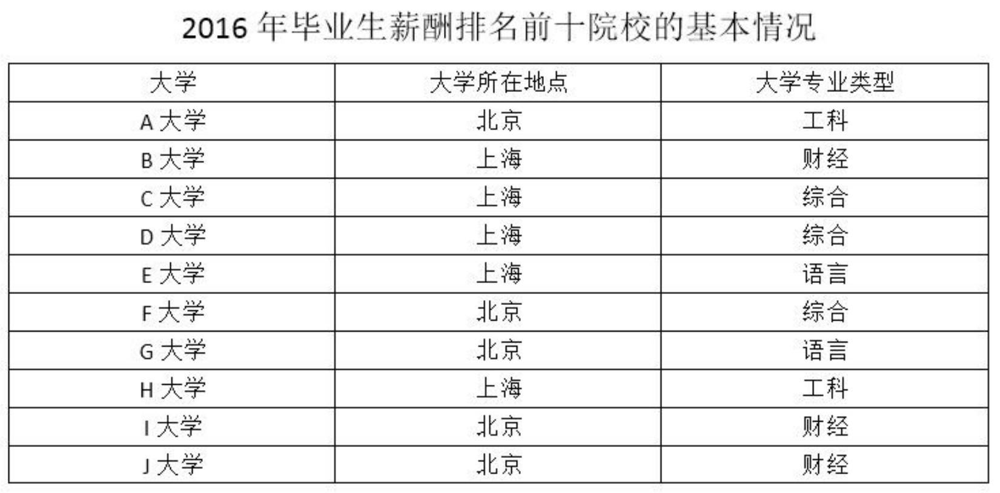 2016 年毕业生薪酬排名前十院校的基本情况
大学 大学所在地点 大学专业类型
A 大学 北京 工科
B 大学 上海 财经
C 大学 上海 综合
D 大学 上海 综合
E 大学 上海 语言
F 大学 北京 综合
G 大学 北京 语言
H 大学 上海 工科
I 大学 北京 财经
J 大学 北京 财经